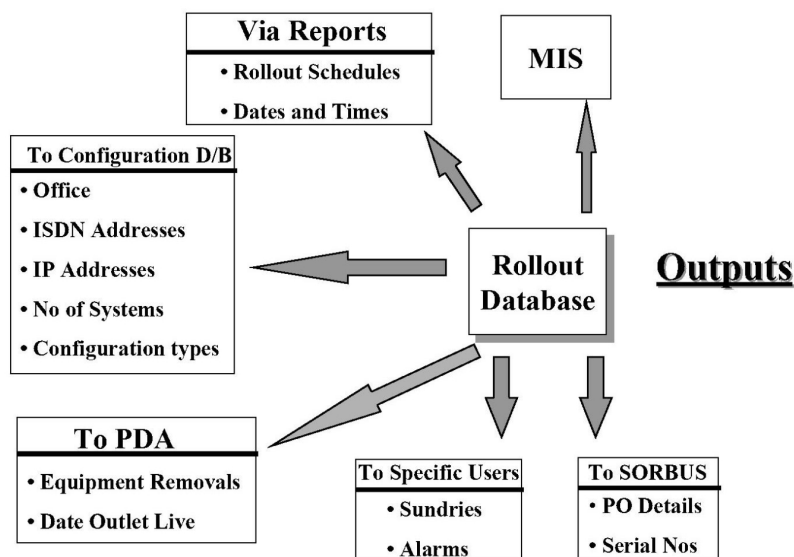 Via Reports
• Rollout Schedules
• Dates and Times
MIS
To Configuration D/B
• Office
• ISDN Addresses
• IP Addresses
• No of Systems
• Configuration types
Rollout
Database
Outputs
To PDA
• Equipment Removals
• Date Outlet Live
To Specific Users
• Sundries
• Alarms
To SORBUS
• PO Details
• Serial Nos